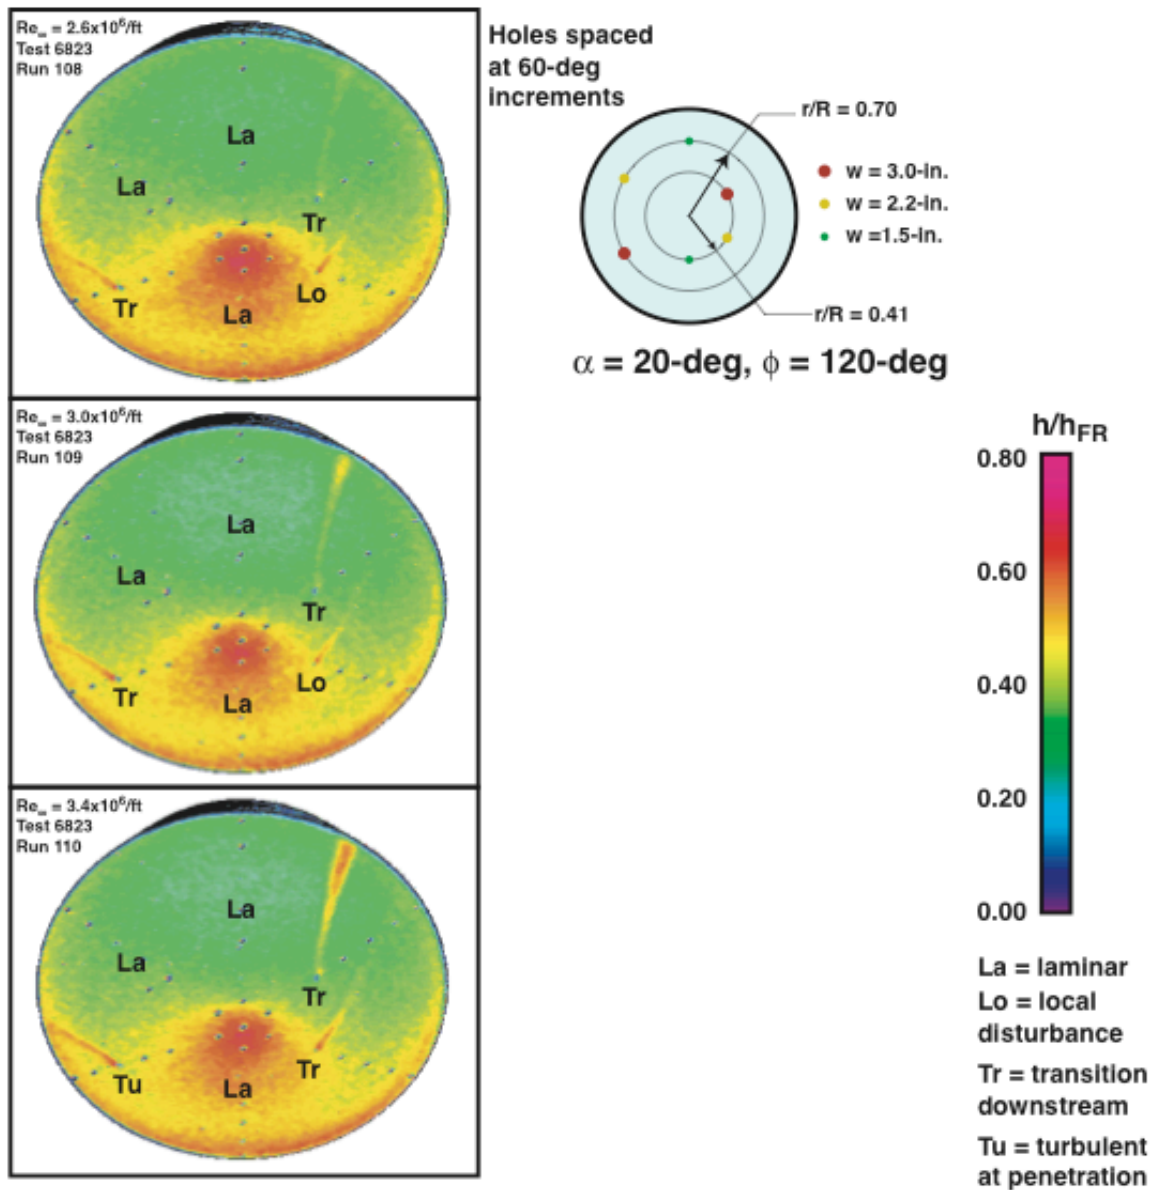 Re∞ = 2.6x10⁶/ft
Test 6823
Run 108
La
La
Tr
Lo
Tr
La
Holes spaced
at 60-deg
increments
r/R = 0.70
w = 3.0-in.
w = 2.2-in.
w =1.5-in.
r/R = 0.41
α = 20-deg, ϕ = 120-deg
Re∞ = 3.0x10⁶/ft
Test 6823
Run 109
La
La
Tr
Lo
Tr
La
Re∞ = 3.4x10⁶/ft
Test 6823
Run 110
La
La
Tr
Tr
Tu
La
h/hFR
0.80
0.60
0.40
0.20
0.00
La = laminar
Lo = local
disturbance
Tr = transition
downstream
Tu = turbulent
at penetration